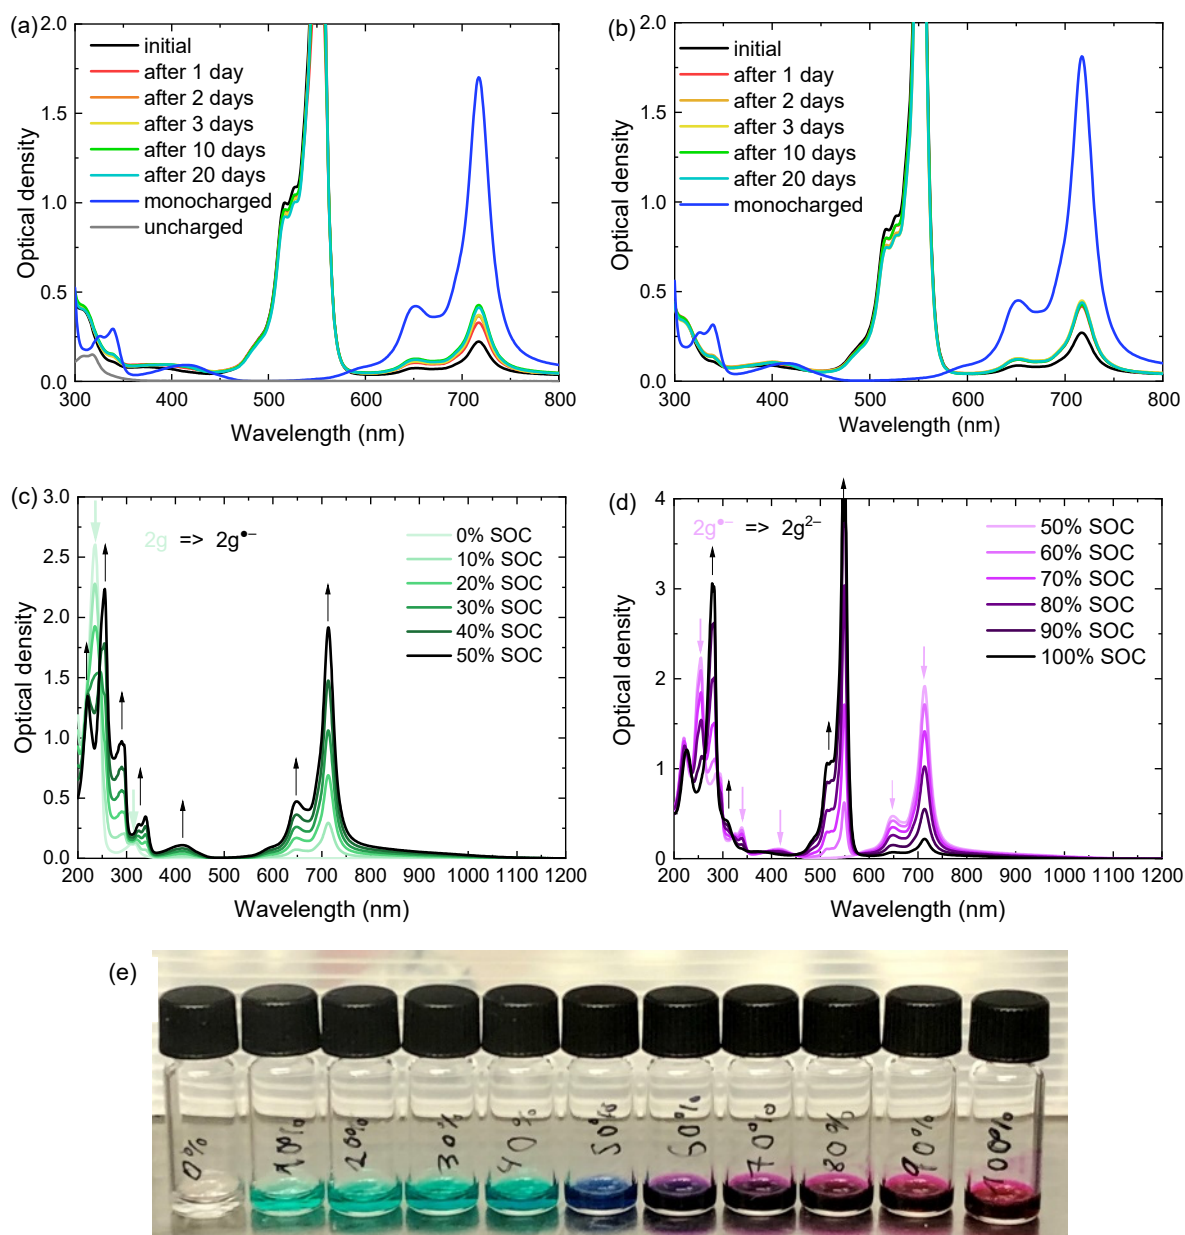 (a)
2.0
1.5
1.0
0.5
0.0
Optical density
initial
after 1 day
after 2 days
after 3 days
after 10 days
after 20 days
monocharged
uncharged
300 400 500 600 700 800
Wavelength (nm)
(b)
2.0
1.5
1.0
0.5
0.0
Optical density
initial
after 1 day
after 2 days
after 3 days
after 10 days
after 20 days
monocharged
300 400 500 600 700 800
Wavelength (nm)
(c)
3.0
2.5
2.0
1.5
1.0
0.5
0.0
Optical density
2g => 2g•−
0% SOC
10% SOC
20% SOC
30% SOC
40% SOC
50% SOC
200 300 400 500 600 700 800 900 1000 1100 1200
Wavelength (nm)
(d)
4
3
2
1
0
Optical density
2g•− => 2g2−
50% SOC
60% SOC
70% SOC
80% SOC
90% SOC
100% SOC
200 300 400 500 600 700 800 900 1000 1100 1200
Wavelength (nm)
(e)
0% 10% 20% 30% 40% 50% 60% 70% 80% 90% 100%